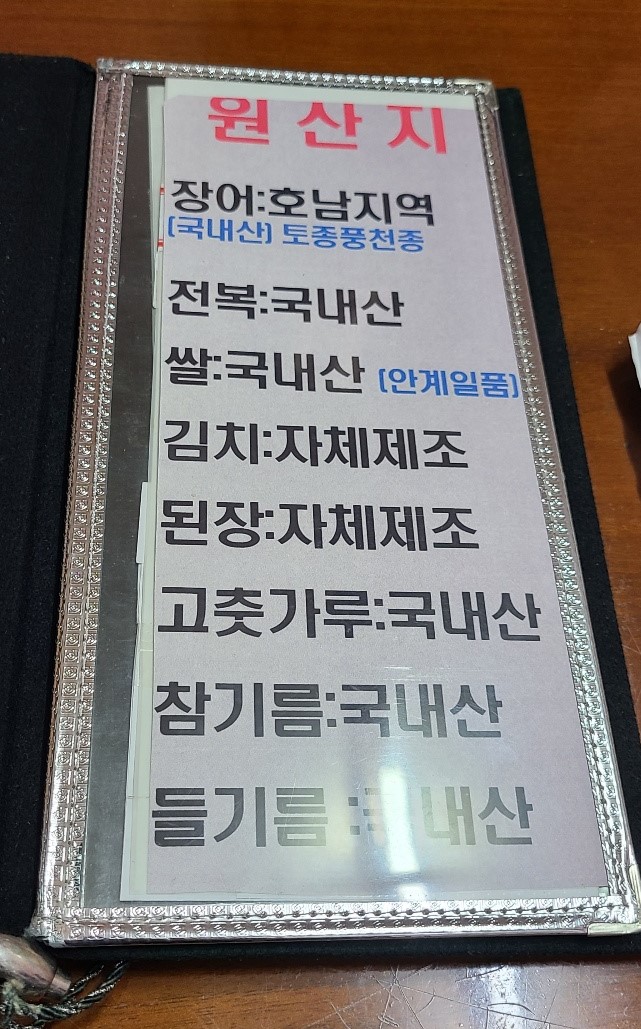 원산지
장어:호남지역
(국내산) 토종풍천종
전복:국내산
쌀:국내산 (안계일품)
김치:자체제조
된장:자체제조
고춧가루:국내산
참기름:국내산
들기름 :국내산